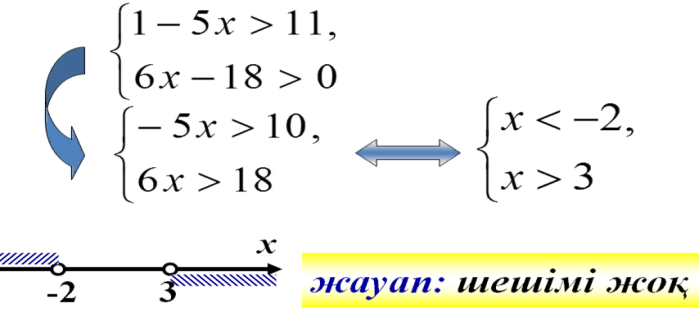 1 − 5x > 11,
6x − 18 > 0
− 5x > 10,
6x > 18
x < −2,
x > 3
x
-2 3
жауап: шешімі жоқ